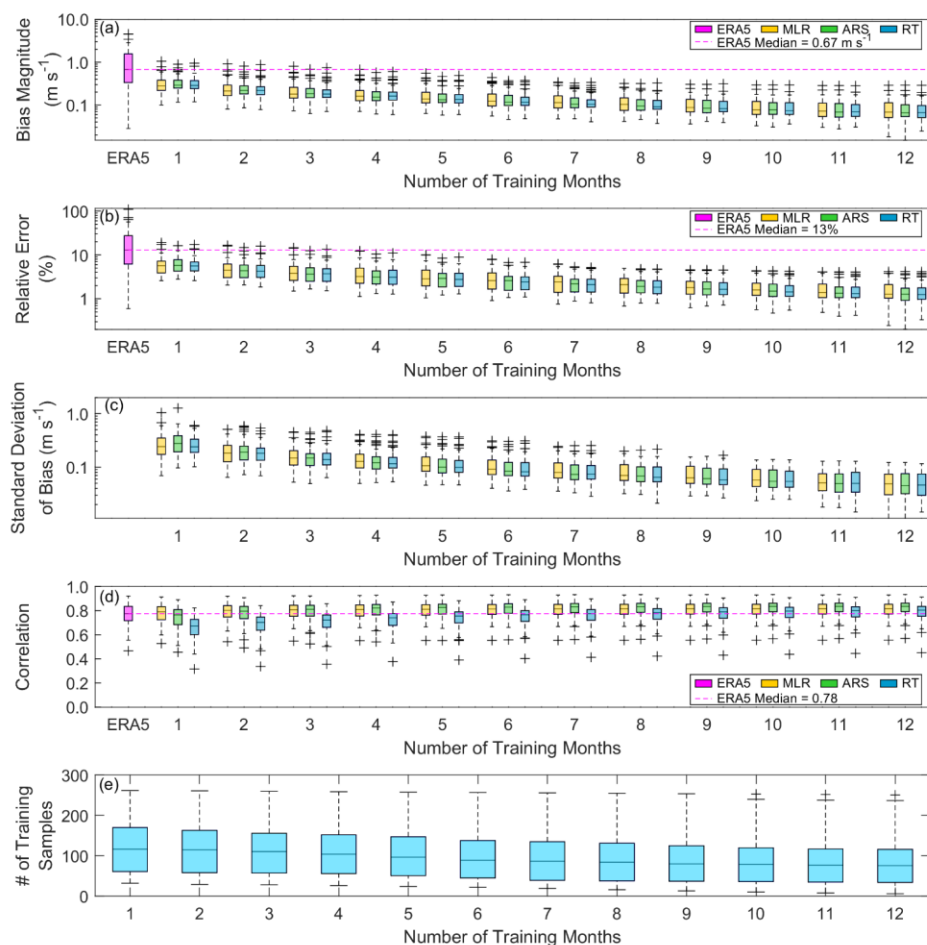 (a)
ERA5 MLR ARS RT
ERA5 Median = 0.67 m s⁻¹
10.0
1.0
0.1
Bias Magnitude
(m s⁻¹)
ERA5 1 2 3 4 5 6 7 8 9 10 11 12
Number of Training Months
(b)
ERA5 MLR ARS RT
ERA5 Median = 13%
100
10
1
Relative Error
(%)
ERA5 1 2 3 4 5 6 7 8 9 10 11 12
Number of Training Months
(c)
1.0
0.1
Standard Deviation
of Bias (m s⁻¹)
1 2 3 4 5 6 7 8 9 10 11 12
Number of Training Months
(d)
1.0
0.8
0.6
0.4
0.2
0.0
Correlation
ERA5 MLR ARS RT
ERA5 Median = 0.78
ERA5 1 2 3 4 5 6 7 8 9 10 11 12
Number of Training Months
(e)
300
200
100
0
# of Training
Samples
1 2 3 4 5 6 7 8 9 10 11 12
Number of Training Months